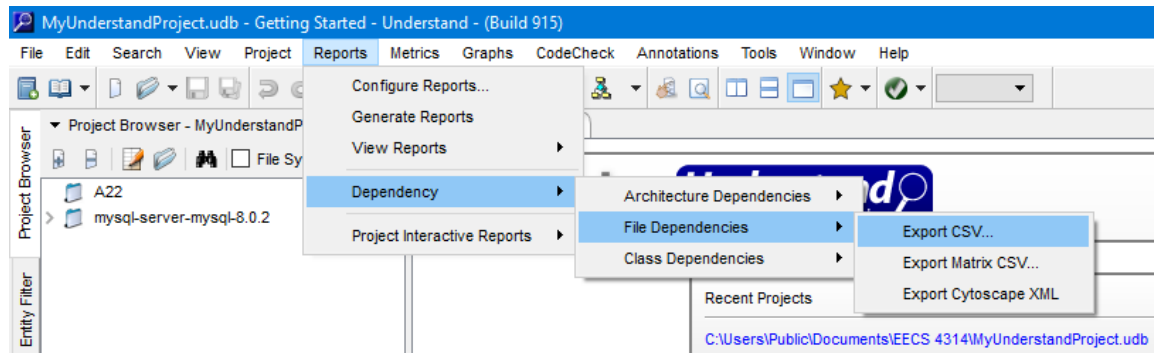 MyUnderstandProject.udb - Getting Started - Understand - (Build 915)
File Edit Search View Project Reports Metrics Graphs CodeCheck Annotations Tools Window Help
Configure Reports...
Generate Reports
View Reports
Dependency
Project Interactive Reports
Architecture Dependencies
File Dependencies
Class Dependencies
Export CSV...
Export Matrix CSV...
Export Cytoscape XML
Project Browser
Entity Filter
Project Browser - MyUnderstandP
File Sy
A22
mysql-server-mysql-8.0.2
Recent Projects
C:\Users\Public\Documents\EECS 4314\MyUnderstandProject.udb